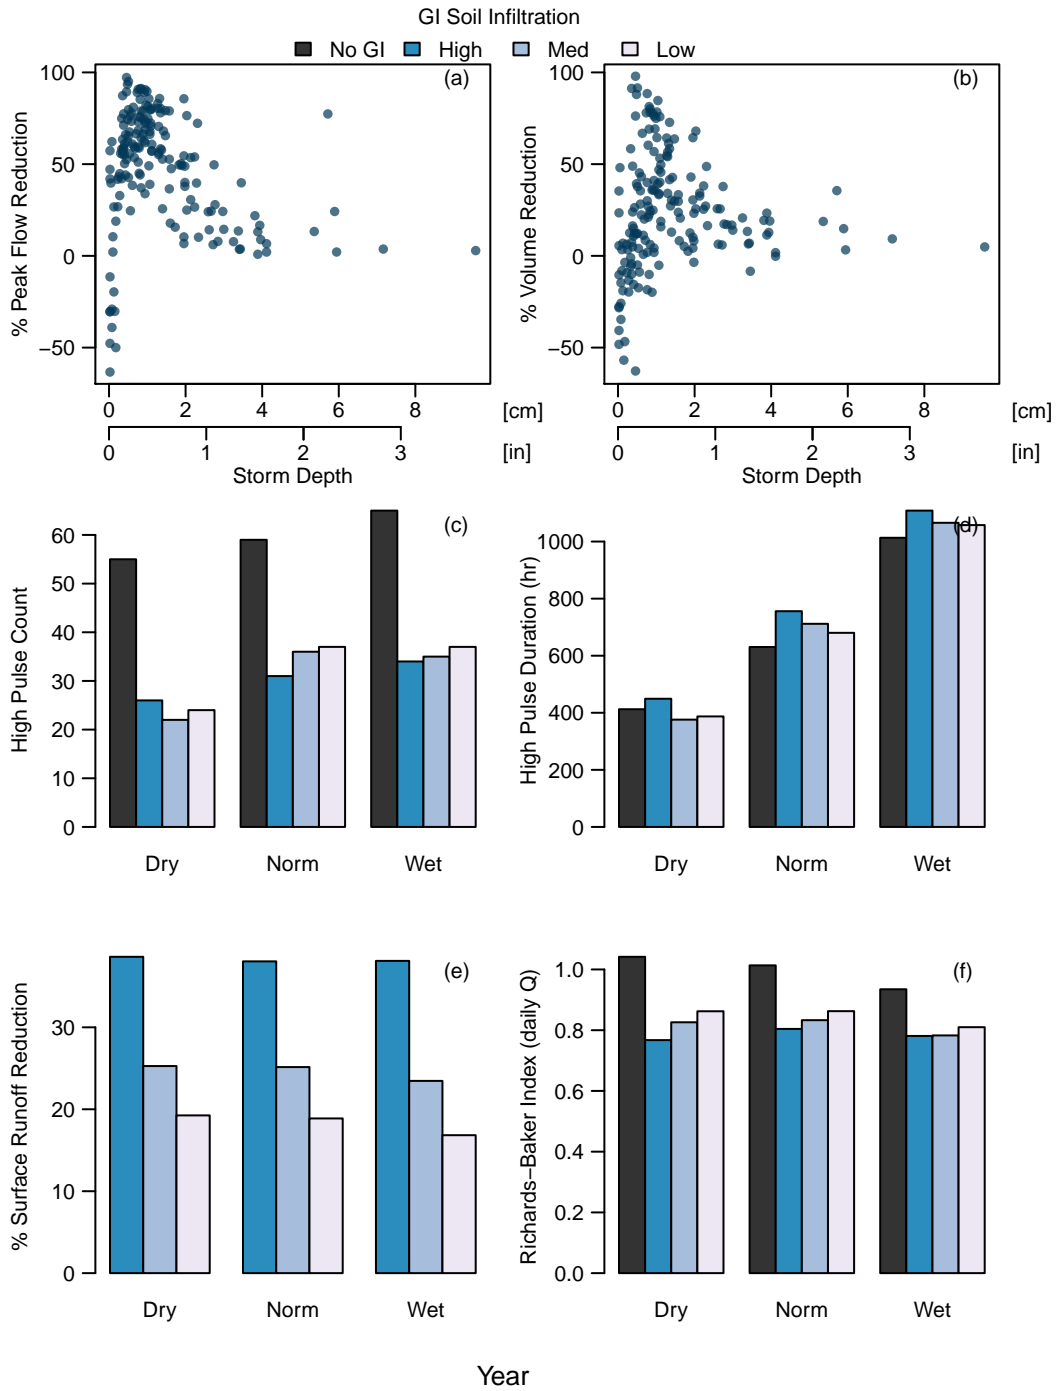 GI Soil Infiltration
No GI High Med Low
(a)
% Peak Flow Reduction
100
50
0
−50
0 2 4 6 8 [cm]
0 1 2 3 [in]
Storm Depth
(b)
% Volume Reduction
100
50
0
−50
0 2 4 6 8 [cm]
0 1 2 3 [in]
Storm Depth
(c)
High Pulse Count
60
50
40
30
20
10
0
Dry Norm Wet
(d)
High Pulse Duration (hr)
1000
800
600
400
200
0
Dry Norm Wet
(e)
% Surface Runoff Reduction
30
20
10
0
Dry Norm Wet
(f)
Richards−Baker Index (daily Q)
1.0
0.8
0.6
0.4
0.2
0.0
Dry Norm Wet
Year